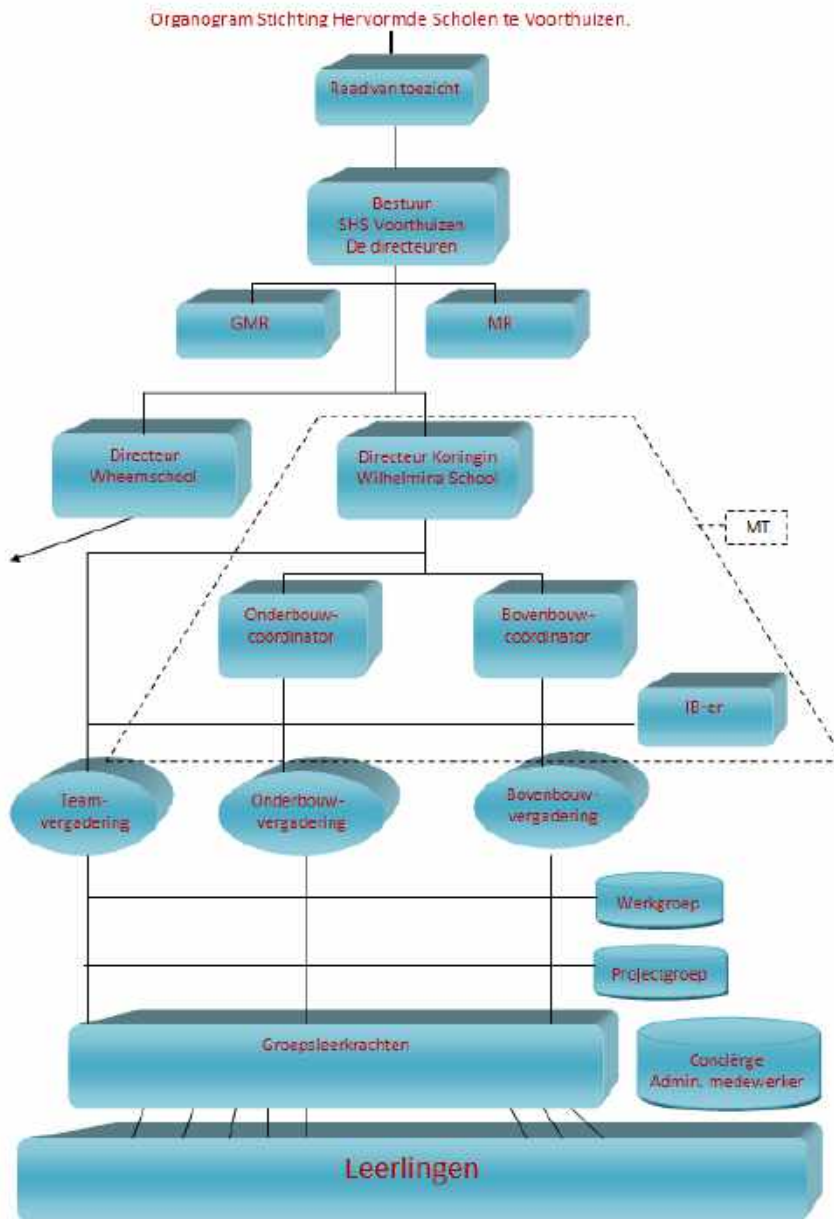 Organogram Stichting Hervormde Scholen te Voorthuizen.
Raad van toezicht
Bestuur
SHS Voorthuizen
De directeuren
GMR
MR
Directeur
Wheemschool
Directeur Koningin
Wilhelmina School
MT
Onderbouw-
coördinator
Bovenbouw-
coördinator
IB-er
Team-
vergadering
Onderbouw-
vergadering
Bovenbouw-
vergadering
Werkgroep
Projectgroep
Groepsleerkrachten
Conciërge
Admin. medewerker
Leerlingen